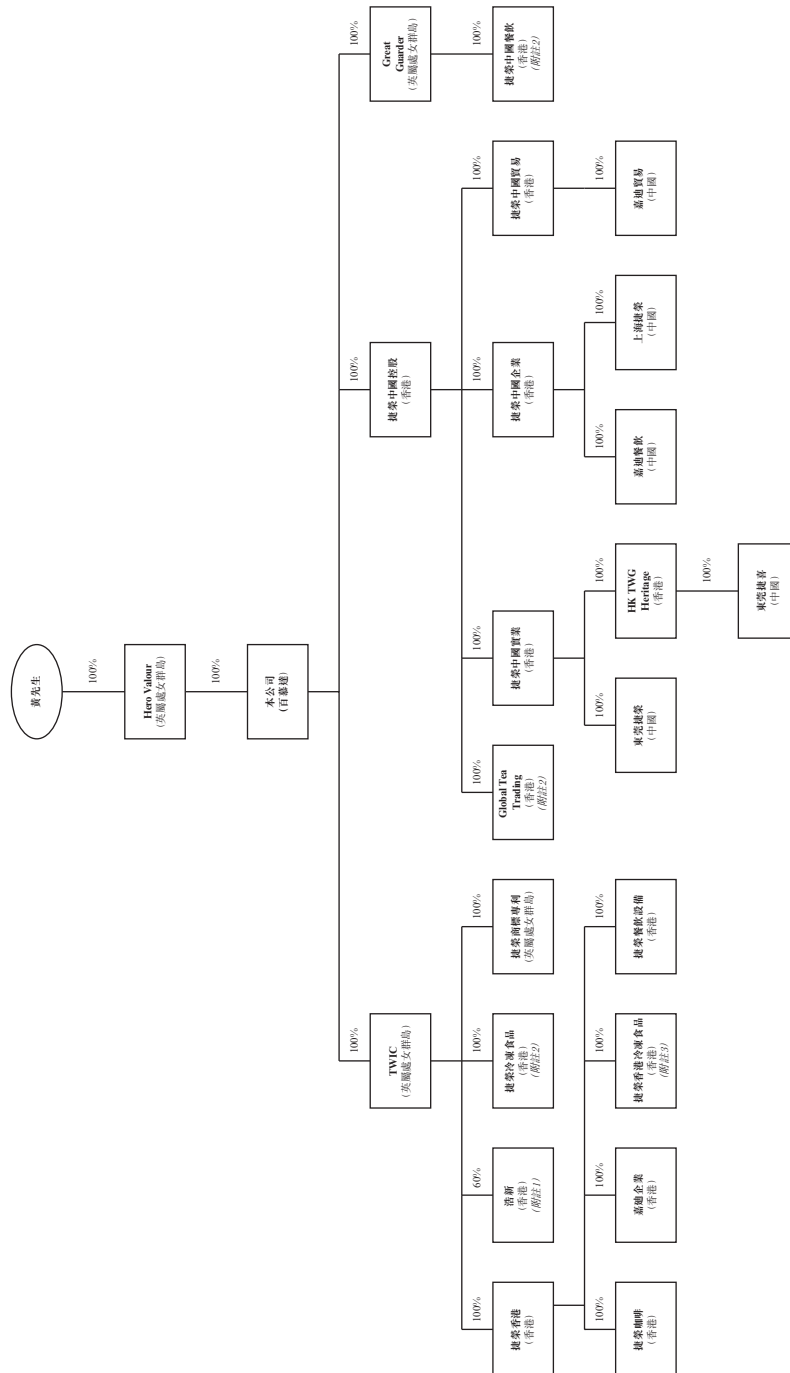 黃先生
100%
Hero Valour
(英屬處女群島)
100%
本公司
(百慕達)
100%
100%
100%
TWIC
(英屬處女群島)
捷榮中國控股
(香港)
Great
Guarder
(英屬處女群島)
100%
60%
100%
100%
100%
100%
100%
100%
100%
捷榮香港
(香港)
浩新
(香港)
(附註1)
捷榮冷凍食品
(香港)
(附註2)
捷榮商標專利
(英屬處女群島)
Global Tea
Trading
(香港)
(附註2)
捷榮中國實業
(香港)
捷榮中國企業
(香港)
捷榮中國貿易
(香港)
捷榮中國餐飲
(香港)
(附註2)
100%
100%
100%
100%
100%
100%
100%
100%
100%
捷榮咖啡
(香港)
嘉迪企業
(香港)
捷榮香港冷凍食品
(香港)
(附註3)
捷榮餐飲設備
(香港)
東莞捷榮
(中國)
HK TWG
Heritage
(香港)
嘉迪餐飲
(中國)
上海捷榮
(中國)
嘉迪貿易
(中國)
100%
東莞捷喜
(中國)